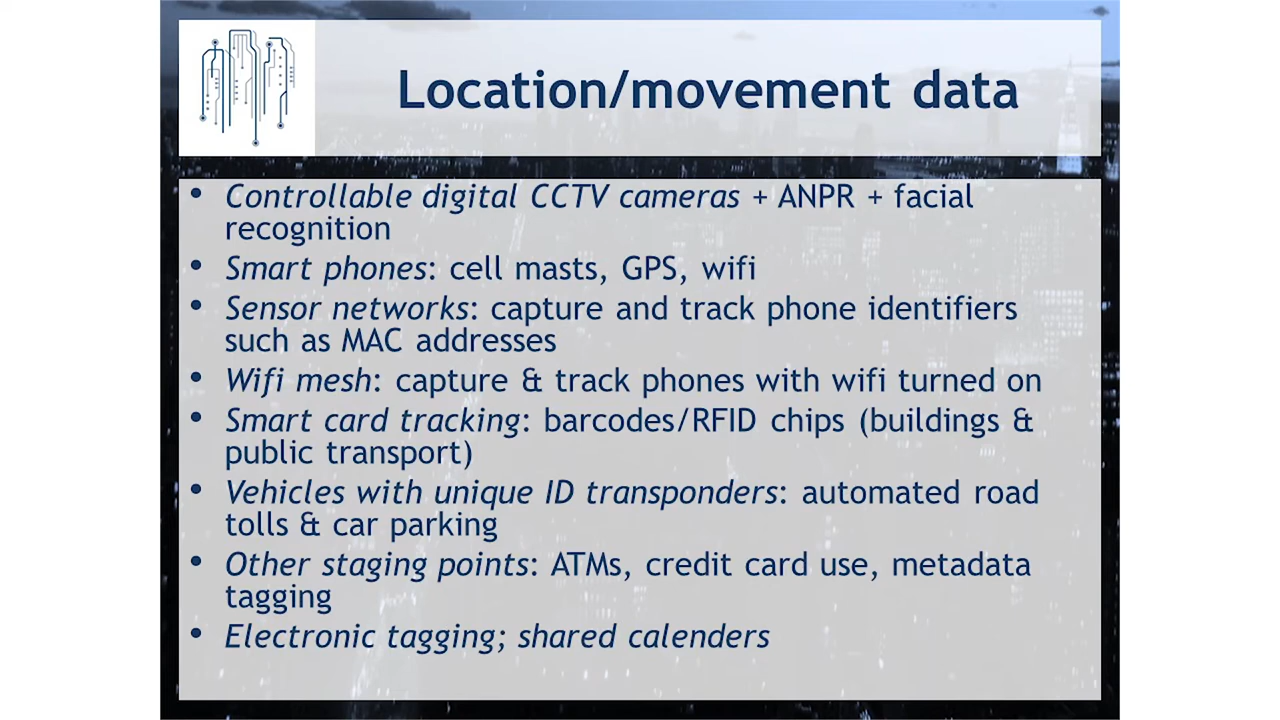 Location/movement data
• Controllable digital CCTV cameras + ANPR + facial
recognition
• Smart phones: cell masts, GPS, wifi
• Sensor networks: capture and track phone identifiers
such as MAC addresses
• Wifi mesh: capture & track phones with wifi turned on
• Smart card tracking: barcodes/RFID chips (buildings &
public transport)
• Vehicles with unique ID transponders: automated road
tolls & car parking
• Other staging points: ATMs, credit card use, metadata
tagging
• Electronic tagging; shared calenders